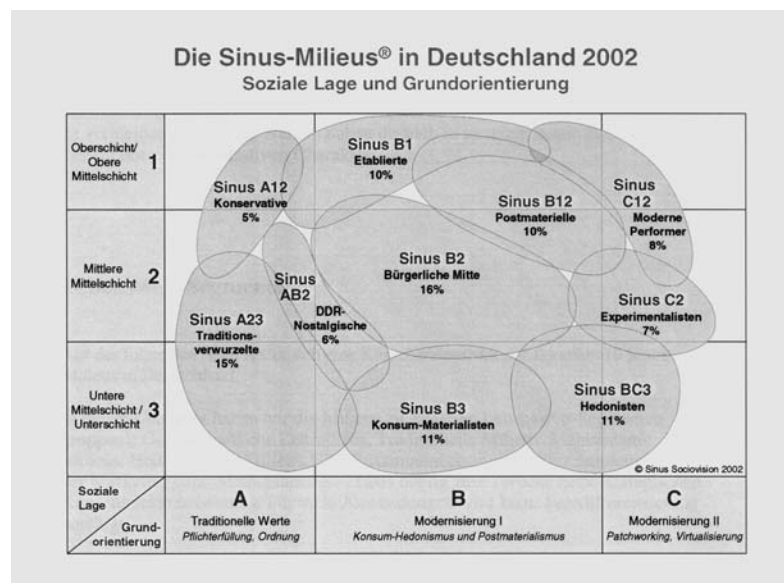 Die Sinus-Milieus® in Deutschland 2002
Soziale Lage und Grundorientierung
Oberschicht/
Obere
Mittelschicht
1
Sinus B1
Etablierte
10%
Sinus A12
Konservative
5%
Sinus B12
Postmaterielle
10%
Sinus
C12
Moderne
Performer
8%
Mittlere
Mittelschicht
2
Sinus
AB2
DDR-
Nostalgische
6%
Sinus B2
Bürgerliche Mitte
16%
Sinus C2
Experimentalisten
7%
Sinus A23
Traditions-
verwurzelte
15%
Untere
Mittelschicht /
Unterschicht
3
Sinus B3
Konsum-Materialisten
11%
Sinus BC3
Hedonisten
11%
© Sinus Sociovision 2002
Soziale
Lage
Grund-
orientierung
A
Traditionelle Werte
Pflichterfüllung, Ordnung
B
Modernisierung I
Konsum-Hedonismus und Postmaterialismus
C
Modernisierung II
Patchworking, Virtualisierung